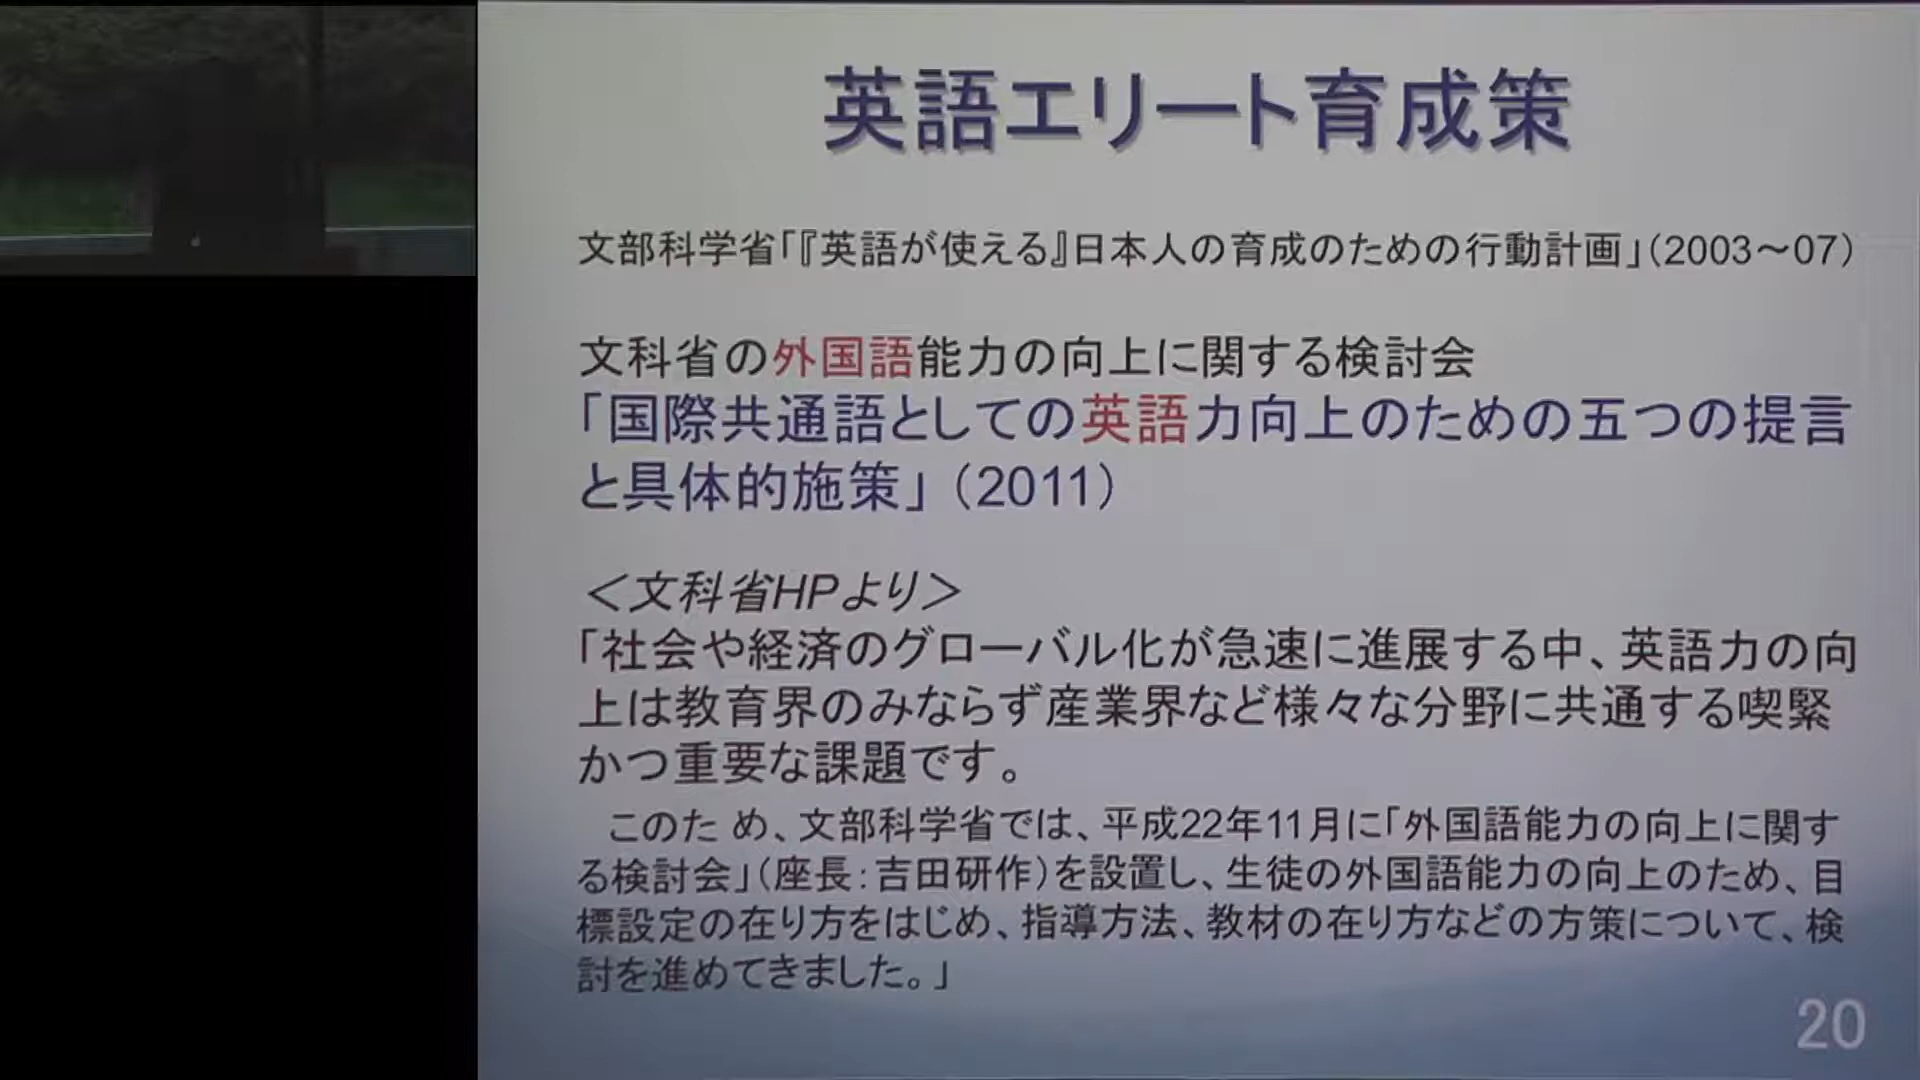 英語エリート育成策
文部科学省「『英語が使える』日本人の育成のための行動計画」（2003～07）
文科省の外国語能力の向上に関する検討会
「国際共通語としての英語力向上のための五つの提言
と具体的施策」（2011）
＜文科省HPより＞
「社会や経済のグローバル化が急速に進展する中、英語力の向
上は教育界のみならず産業界など様々な分野に共通する喫緊
かつ重要な課題です。
このた め、文部科学省では、平成22年11月に「外国語能力の向上に関す
る検討会」（座長：吉田研作）を設置し、生徒の外国語能力の向上のため、目
標設定の在り方をはじめ、指導方法、教材の在り方などの方策について、検
討を進めてきました。」
20